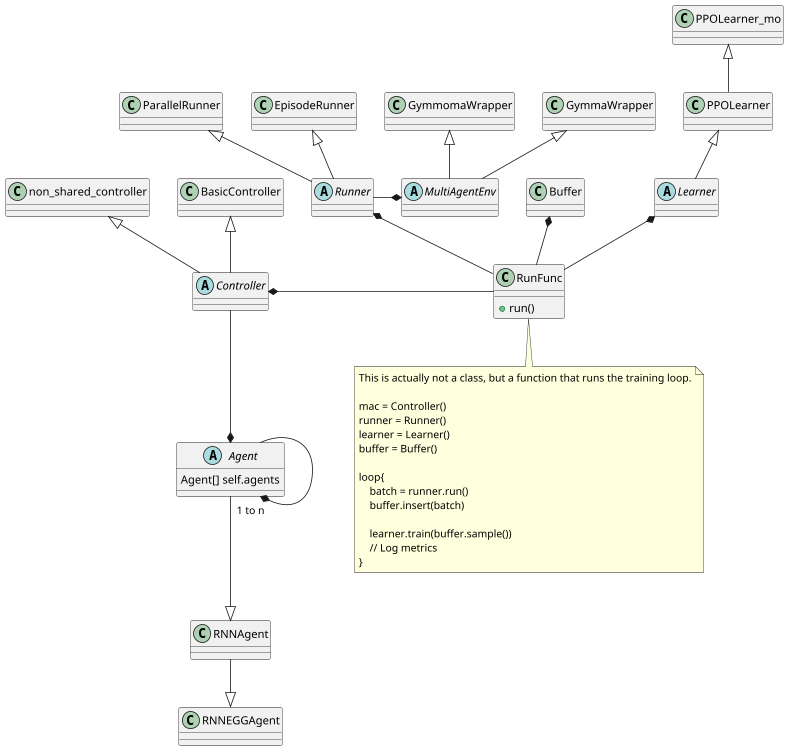 C PPOLearner_mo
C ParallelRunner
C EpisodeRunner
C GymmomaWrapper
C GymmaWrapper
C PPOLearner
C non_shared_controller
C BasicController
A Runner
A MultiAgentEnv
C Buffer
A Learner
A Controller
C RunFunc
run()
This is actually not a class, but a function that runs the training loop.
mac = Controller()
runner = Runner()
learner = Learner()
buffer = Buffer()
loop{
batch = runner.run()
buffer.insert(batch)
learner.train(buffer.sample())
// Log metrics
}
A Agent
Agent[] self.agents
1 to n
C RNNAgent
C RNNEGGAgent